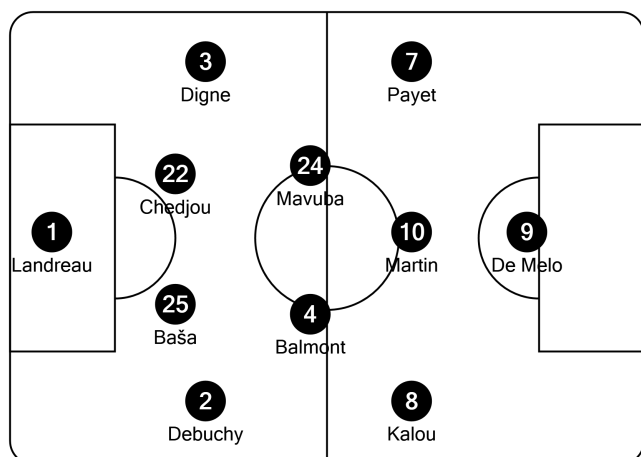 3
Digne
7
Payet
22
Chedjou
24
Mavuba
1
Landreau
10
Martin
9
De Melo
25
Baša
4
Balmont
2
Debuchy
8
Kalou